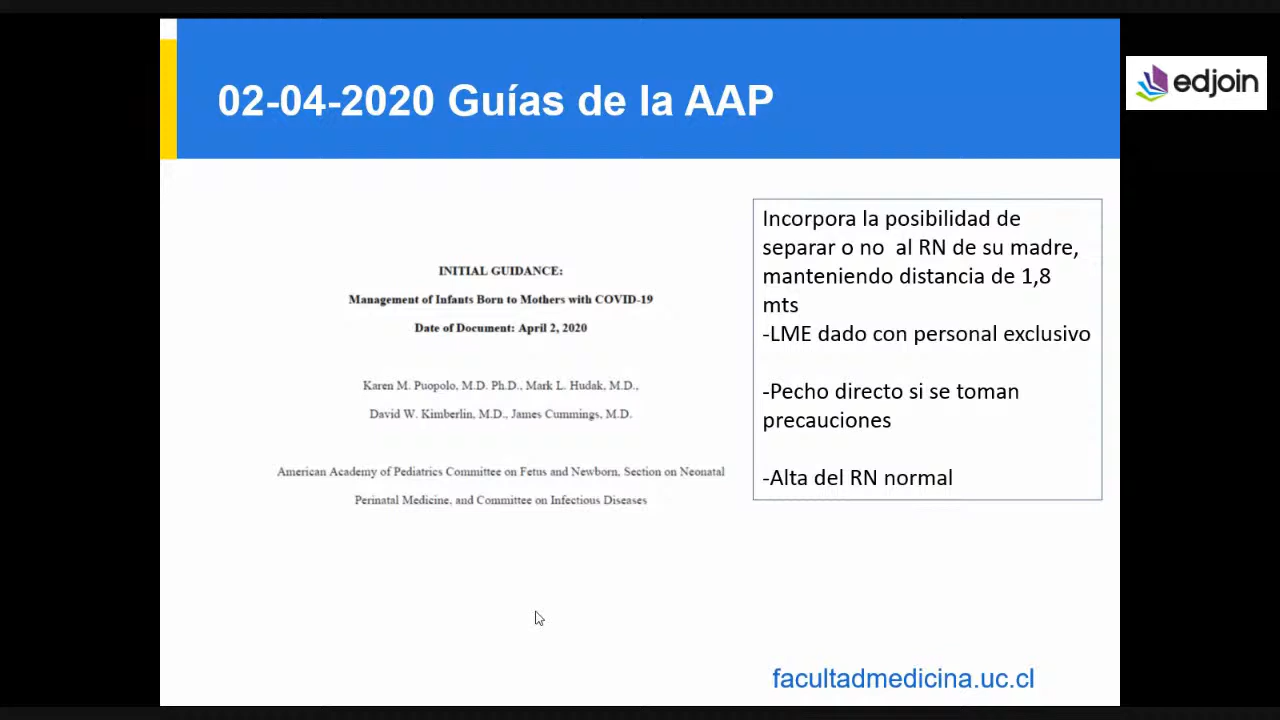 02-04-2020 Guías de la AAP
edjoin
INITIAL GUIDANCE:
Management of Infants Born to Mothers with COVID-19
Date of Document: April 2, 2020
Karen M. Puopolo, M.D. Ph.D., Mark L. Hudak, M.D.,
David W. Kimberlin, M.D., James Cummings, M.D.
American Academy of Pediatrics Committee on Fetus and Newborn, Section on Neonatal
Perinatal Medicine, and Committee on Infectious Diseases
Incorpora la posibilidad de
separar o no al RN de su madre,
manteniendo distancia de 1,8
mts
-LME dado con personal exclusivo
-Pecho directo si se toman
precauciones
-Alta del RN normal
facultadmedicina.uc.cl